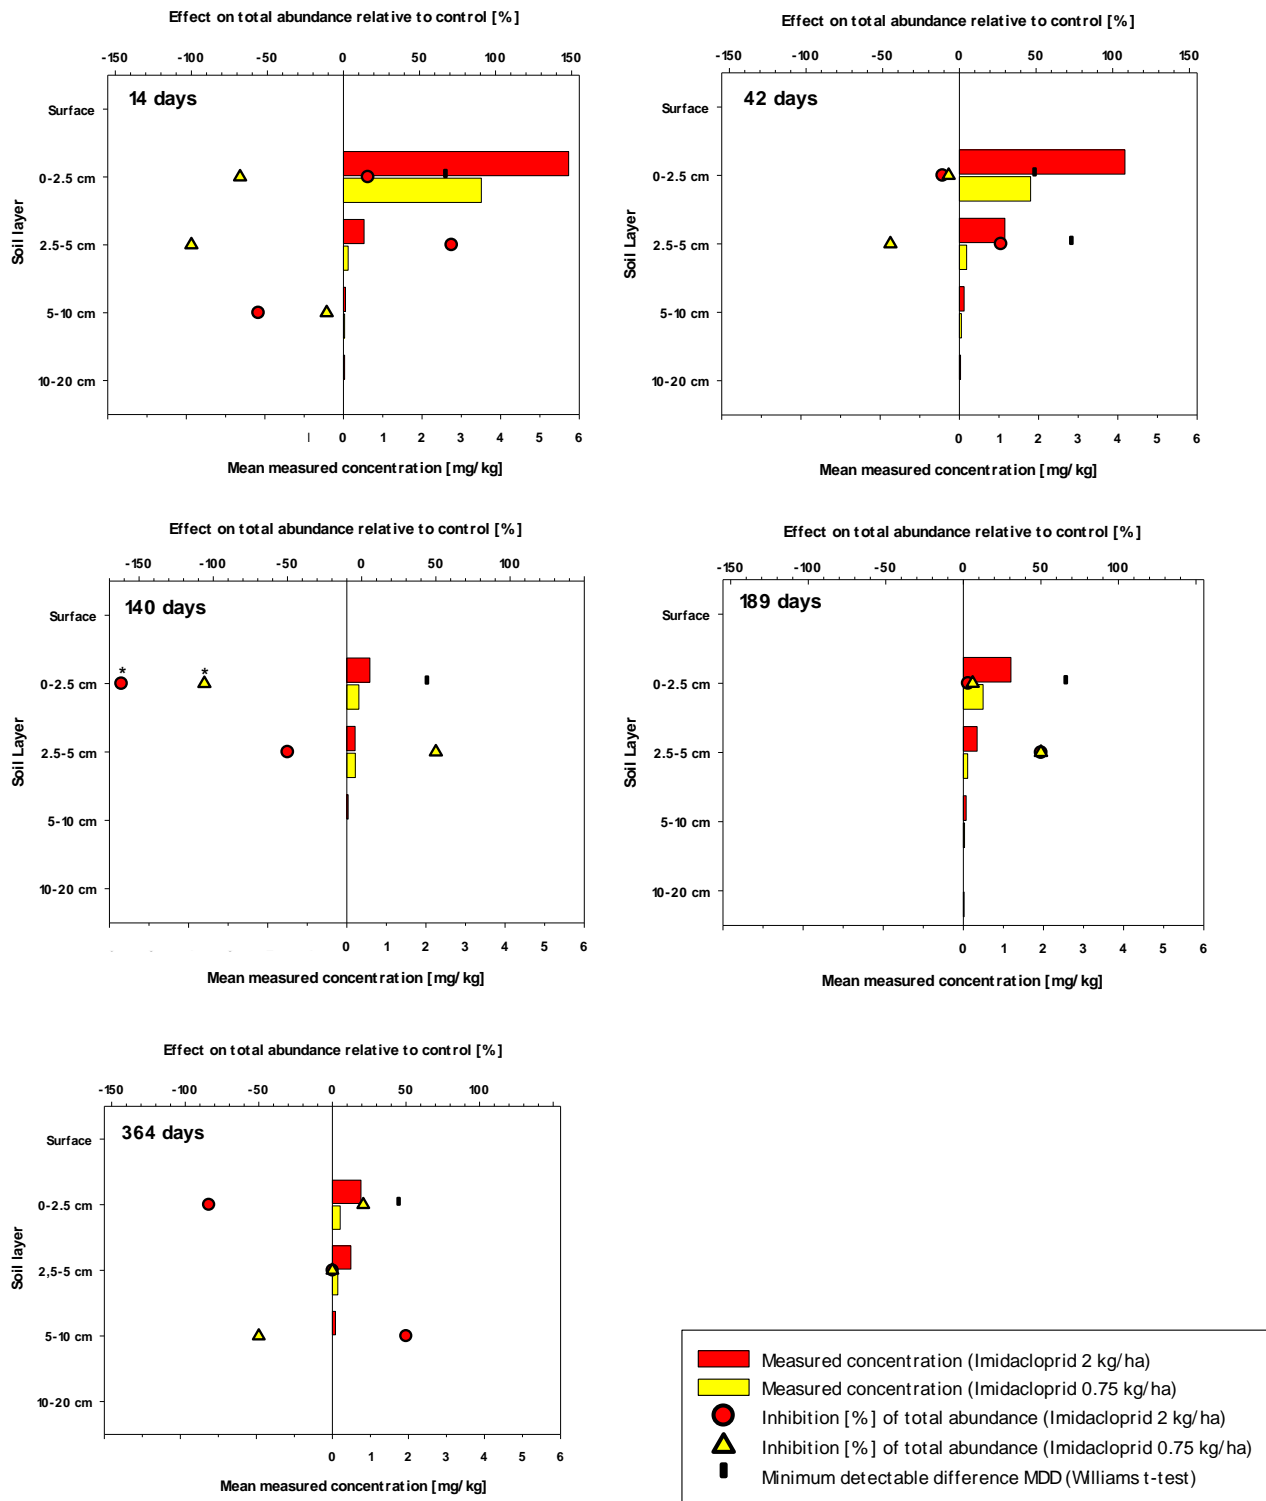 Effect on total abundance relative to control [%]
-150 -100 -50 0 50 100 150
14 days
Surface
0-2.5 cm
2.5-5 cm
5-10 cm
10-20 cm
Soil layer
0 1 2 3 4 5 6
Mean measured concentration [mg/kg]
Effect on total abundance relative to control [%]
-150 -100 -50 0 50 100 150
42 days
Surface
0-2.5 cm
2.5-5 cm
5-10 cm
10-20 cm
Soil Layer
0 1 2 3 4 5 6
Mean measured concentration [mg/kg]
Effect on total abundance relative to control [%]
-150 -100 -50 0 50 100
140 days
Surface
* *
0-2.5 cm
2.5-5 cm
5-10 cm
10-20 cm
Soil Layer
0 1 2 3 4 5 6
Mean measured concentration [mg/kg]
Effect on total abundance relative to control [%]
-150 -100 -50 0 50 100
189 days
Surface
0-2.5 cm
2.5-5 cm
5-10 cm
10-20 cm
Soil Layer
0 1 2 3 4 5 6
Mean measured concentration [mg/kg]
Effect on total abundance relative to control [%]
-150 -100 -50 0 50 100
364 days
Surface
0-2.5 cm
2,5-5 cm
5-10 cm
10-20 cm
Soil layer
0 1 2 3 4 5 6
Mean measured concentration [mg/kg]
Measured concentration (Imidacloprid 2 kg/ha)
Measured concentration (Imidacloprid 0.75 kg/ha)
Inhibition [%] of total abundance (Imidacloprid 2 kg/ha)
Inhibition [%] of total abundance (Imidacloprid 0.75 kg/ha)
Minimum detectable difference MDD (Williams t-test)